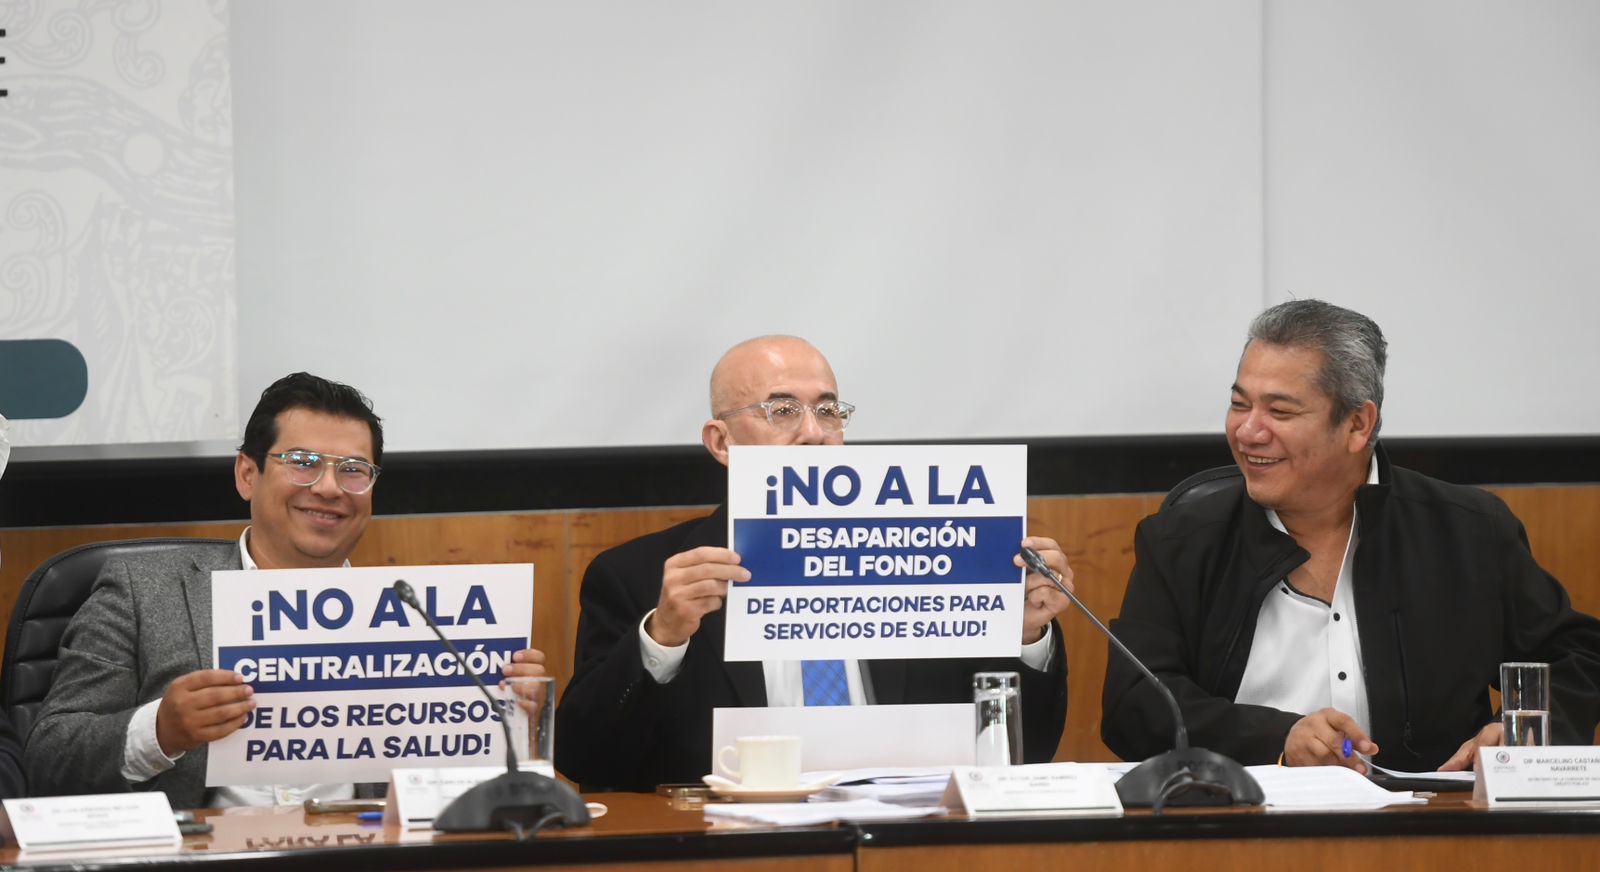 ¡NO A LA
CENTRALIZACIÓN
DE LOS RECURSOS
PARA LA SALUD!
¡NO A LA
DESAPARICIÓN
DEL FONDO
DE APORTACIONES PARA
SERVICIOS DE SALUD!
DIP. MARCELINO CASTAÑ
NAVARRETE